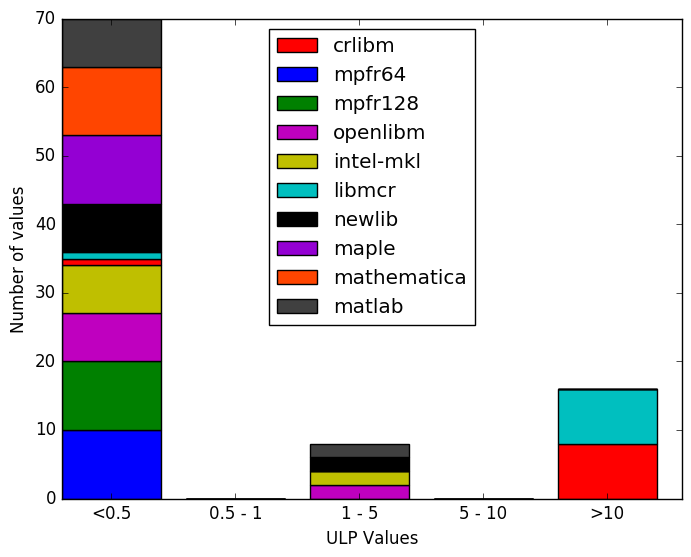 70
60
50
40
30
20
10
0
Number of values
crlibm
mpfr64
mpfr128
openlibm
intel-mkl
libmcr
newlib
maple
mathematica
matlab
<0.5
0.5 - 1
1 - 5
5 - 10
>10
ULP Values